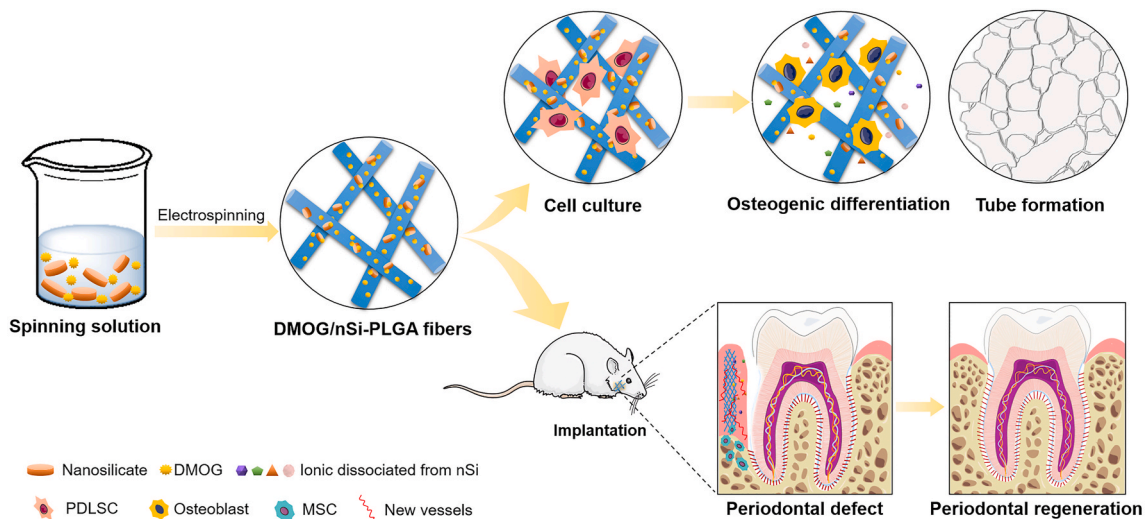 Electrospinning
Spinning solution
DMOG/nSi-PLGA fibers
Cell culture
Osteogenic differentiation
Tube formation
Implantation
Periodontal defect
Periodontal regeneration
Nanosilicate
DMOG
Ionic dissociated from nSi
PDLSC
Osteoblast
MSC
New vessels